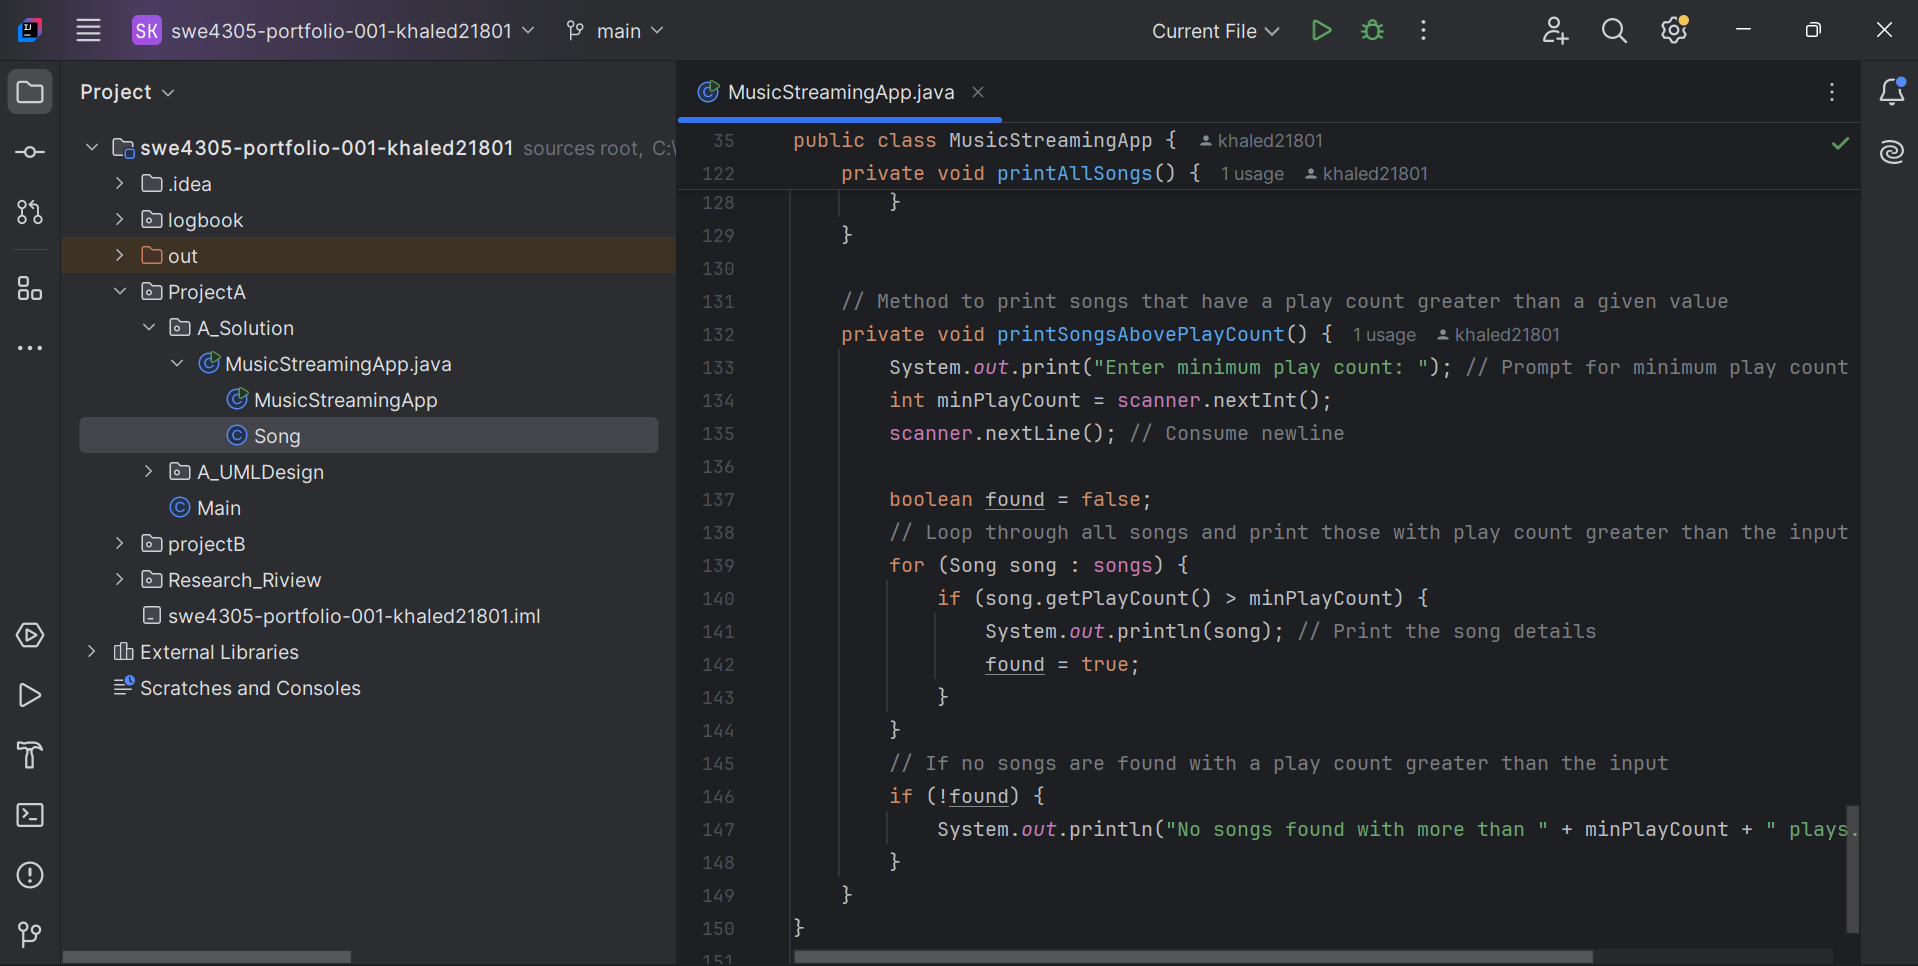 SK swe4305-portfolio-001-khaled21801 main Current File
Project
swe4305-portfolio-001-khaled21801 sources root, C:\
.idea
logbook
out
ProjectA
A_Solution
MusicStreamingApp.java
MusicStreamingApp
Song
A_UMLDesign
Main
projectB
Research_Riview
swe4305-portfolio-001-khaled21801.iml
External Libraries
Scratches and Consoles
MusicStreamingApp.java
35 public class MusicStreamingApp { khaled21801
122 private void printAllSongs() { 1 usage khaled21801
128 }
129 }
130
131 // Method to print songs that have a play count greater than a given value
132 private void printSongsAbovePlayCount() { 1 usage khaled21801
133 System.out.print("Enter minimum play count: "); // Prompt for minimum play count
134 int minPlayCount = scanner.nextInt();
135 scanner.nextLine(); // Consume newline
136
137 boolean found = false;
138 // Loop through all songs and print those with play count greater than the input
139 for (Song song : songs) {
140 if (song.getPlayCount() > minPlayCount) {
141 System.out.println(song); // Print the song details
142 found = true;
143 }
144 }
145 // If no songs are found with a play count greater than the input
146 if (!found) {
147 System.out.println("No songs found with more than " + minPlayCount + " plays.
148 }
149 }
150 }
151